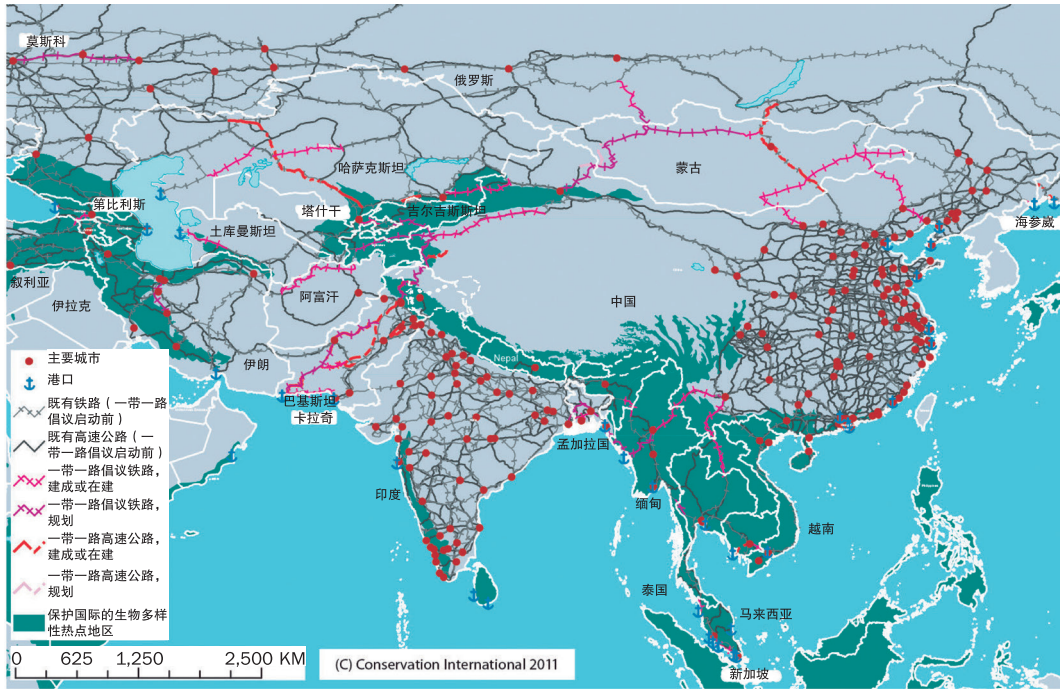 莫斯科
俄罗斯
哈萨克斯坦
蒙古
第比利斯
塔什干
吉尔吉斯斯坦
海参崴
土库曼斯坦
叙利亚
伊拉克
阿富汗
中国
伊朗
Nepal
巴基斯坦
卡拉奇
孟加拉国
印度
缅甸
越南
泰国
马来西亚
新加坡
主要城市
港口
既有铁路（一带一路
倡议启动前）
既有高速公路（一
带一路倡议启动前）
一带一路倡议铁路，
建成或在建
一带一路倡议铁路，
规划
一带一路高速公路，
建成或在建
一带一路高速公路，
规划
保护国际的生物多样
性热点地区
0 625 1,250 2,500 KM
(C) Conservation International 2011